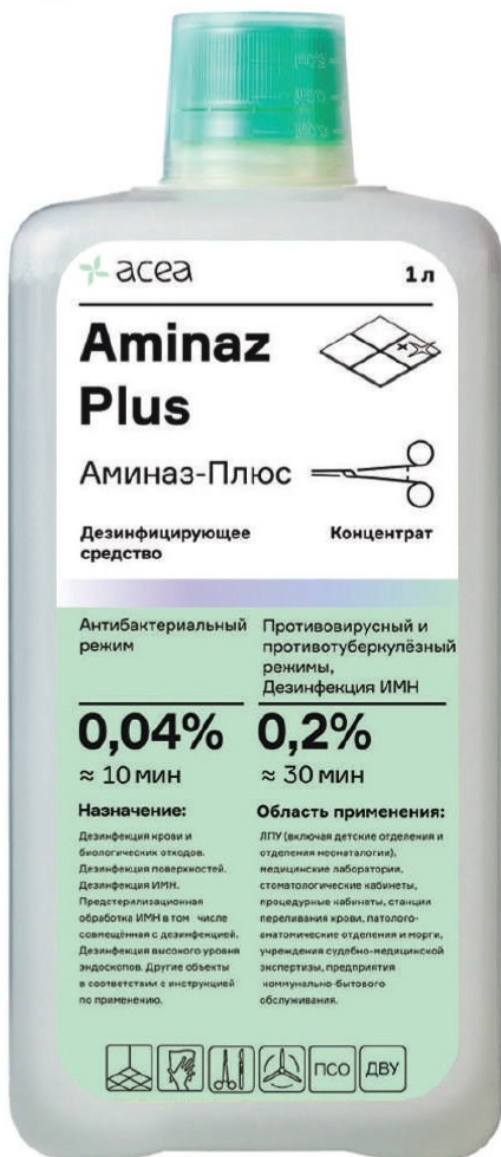 acea
1 л
Aminaz
Plus
Аминаз-Плюс
Дезинфицирующее
средство
Концентрат
Антибактериальный
режим
0,04%
≈ 10 мин
Противовирусный и
противотуберкулёзный
режимы,
Дезинфекция ИМН
0,2%
≈ 30 мин
Назначение:
Дезинфекция крови и
биологических отходов.
Дезинфекция поверхностей.
Дезинфекция ИМН.
Предстерилизационная
обработка ИМН в том числе
совмещённая с дезинфекцией.
Дезинфекция высокого уровня
эндоскопов. Другие объекты
в соответствии с инструкцией
по применению.
Область применения:
ЛПУ (включая детские отделения и
отделения неонаталогии),
медицинские лаборатории,
стоматологические кабинеты,
процедурные кабинеты, станции
переливания крови, патолого-
анатомические отделения и морги,
учреждения судебно-медицинской
экспертизы, предприятия
коммунально-бытового
обслуживания.
ПСО
ДВУ